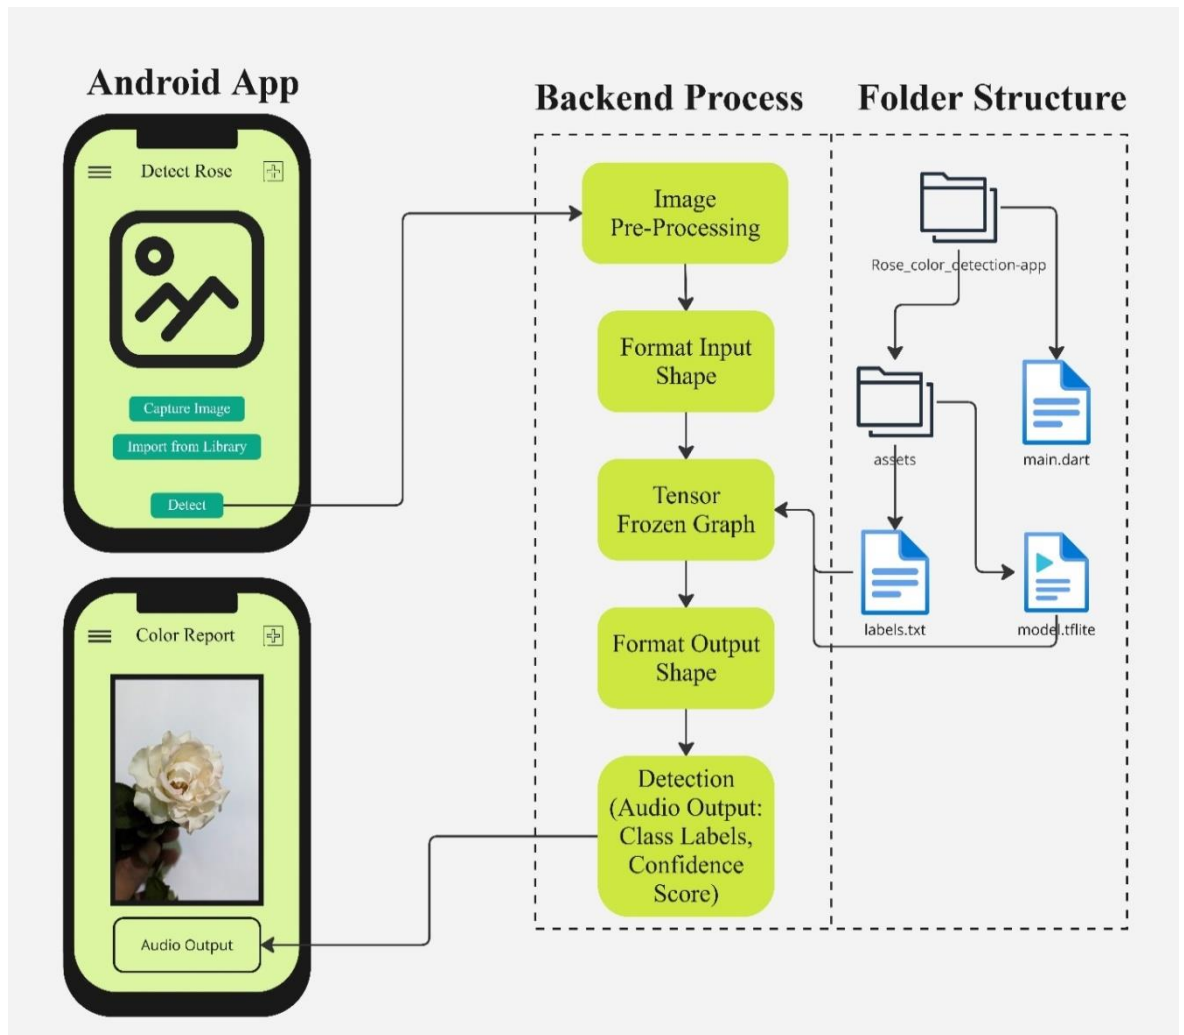 Android App
Detect Rose
Capture Image
Import from Library
Detect
Color Report
Audio Output
Backend Process
Image
Pre-Processing
Format Input
Shape
Tensor
Frozen Graph
Format Output
Shape
Detection
(Audio Output:
Class Labels,
Confidence
Score)
Folder Structure
Rose_color_detection-app
assets
main.dart
labels.txt
model.tflite